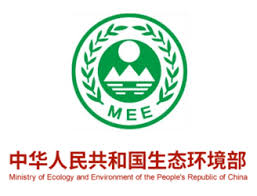 MEE
中华人民共和国生态环境部
Ministry of Ecology and Environment of the People's Republic of China